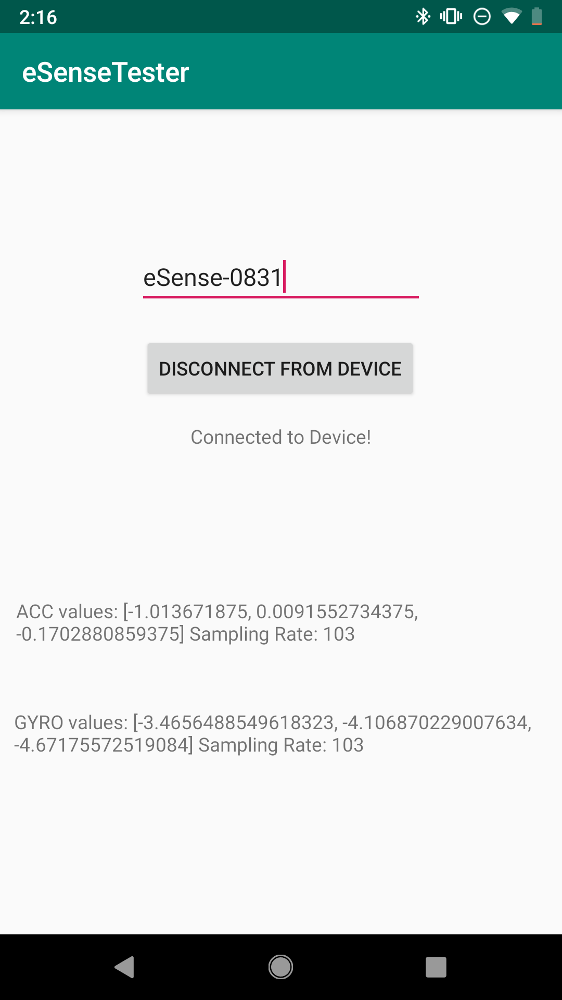 2:16
eSenseTester
eSense-0831
DISCONNECT FROM DEVICE
Connected to Device!
ACC values: [-1.013671875, 0.0091552734375,
-0.1702880859375] Sampling Rate: 103
GYRO values: [-3.4656488549618323, -4.106870229007634,
-4.67175572519084] Sampling Rate: 103